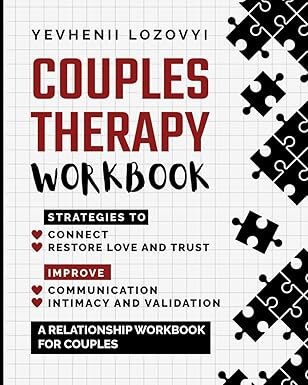 YEVHENII LOZOVYI
COUPLES
THERAPY
WORKBOOK
STRATEGIES TO
CONNECT
RESTORE LOVE AND TRUST
IMPROVE
COMMUNICATION
INTIMACY AND VALIDATION
A RELATIONSHIP WORKBOOK
FOR COUPLES